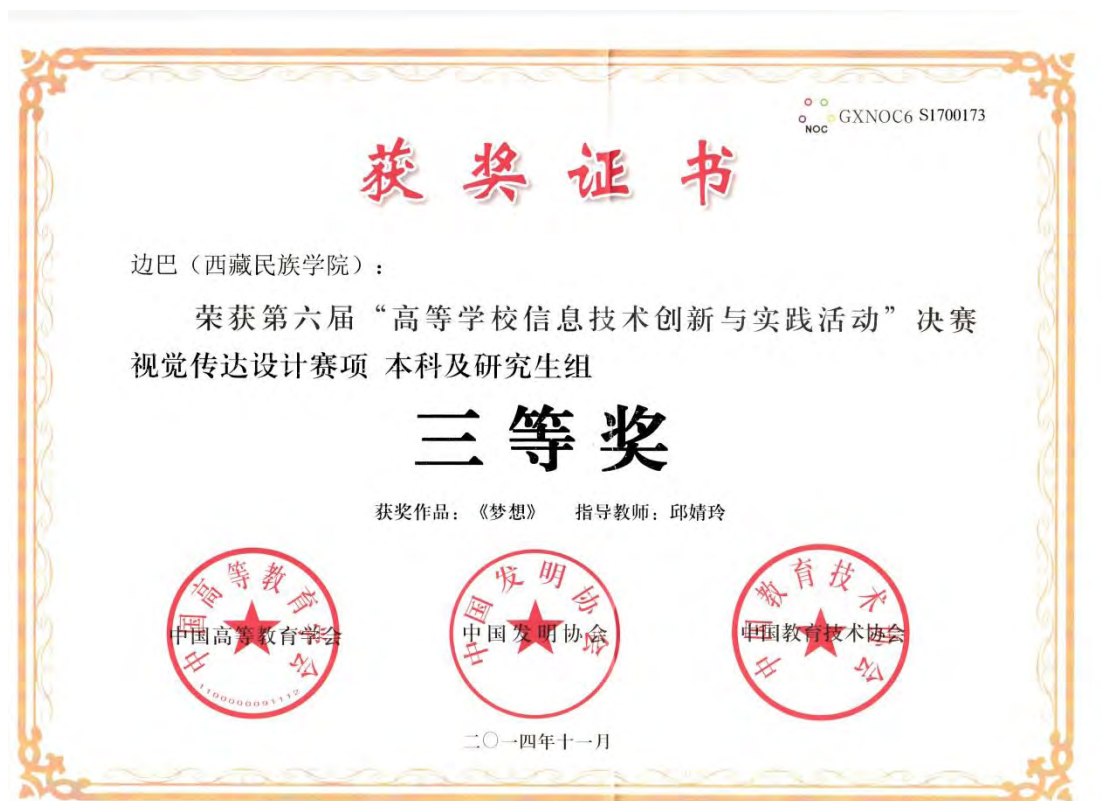 NOC GXNOC6 S1700173
获奖证书
边巴（西藏民族学院）：
荣获第六届“高等学校信息技术创新与实践活动”决赛
视觉传达设计赛项 本科及研究生组
三等奖
获奖作品：《梦想》 指导教师：邱婧玲
中国高等教育学会
中国高等教育学会
1100000091112
中国发明协会
中国发明协会
中国教育技术协会
中国教育技术协会
二〇一四年十一月